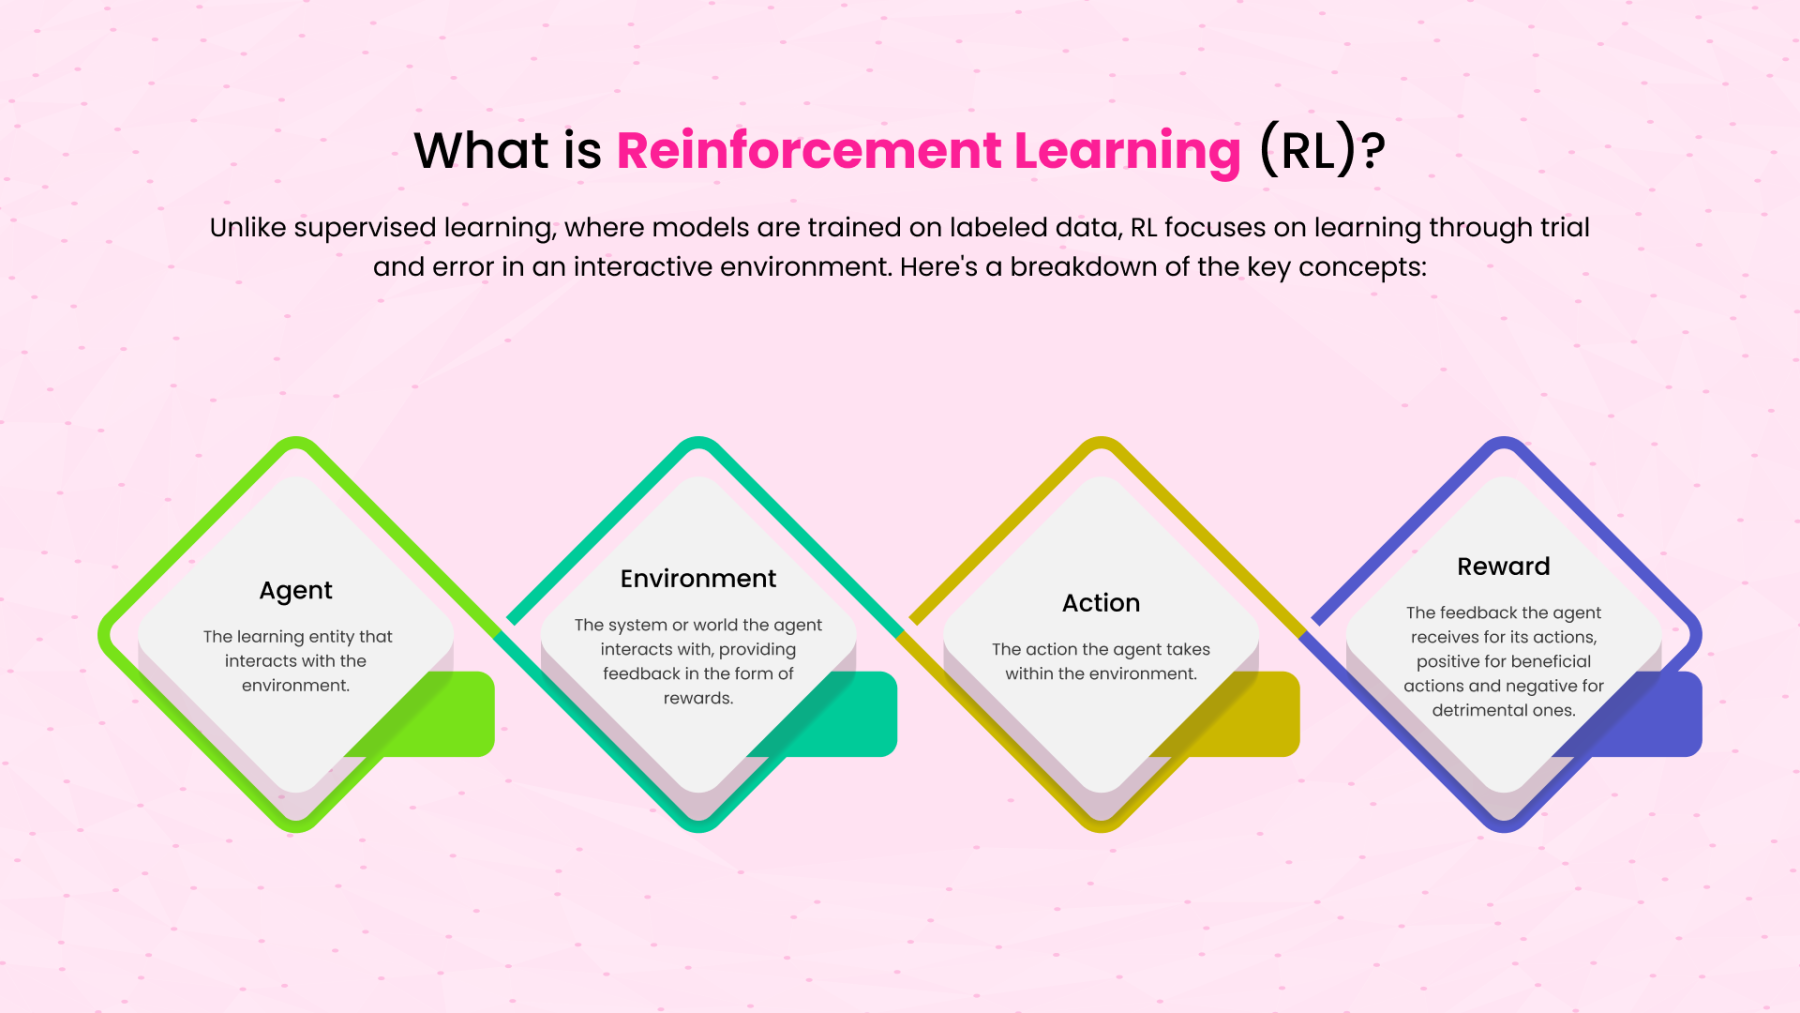 What is Reinforcement Learning (RL)?
Unlike supervised learning, where models are trained on labeled data, RL focuses on learning through trial
and error in an interactive environment. Here's a breakdown of the key concepts:
Agent
The learning entity that
interacts with the
environment.
Environment
The system or world the agent
interacts with, providing
feedback in the form of
rewards.
Action
The action the agent takes
within the environment.
Reward
The feedback the agent
receives for its actions,
positive for beneficial
actions and negative for
detrimental ones.